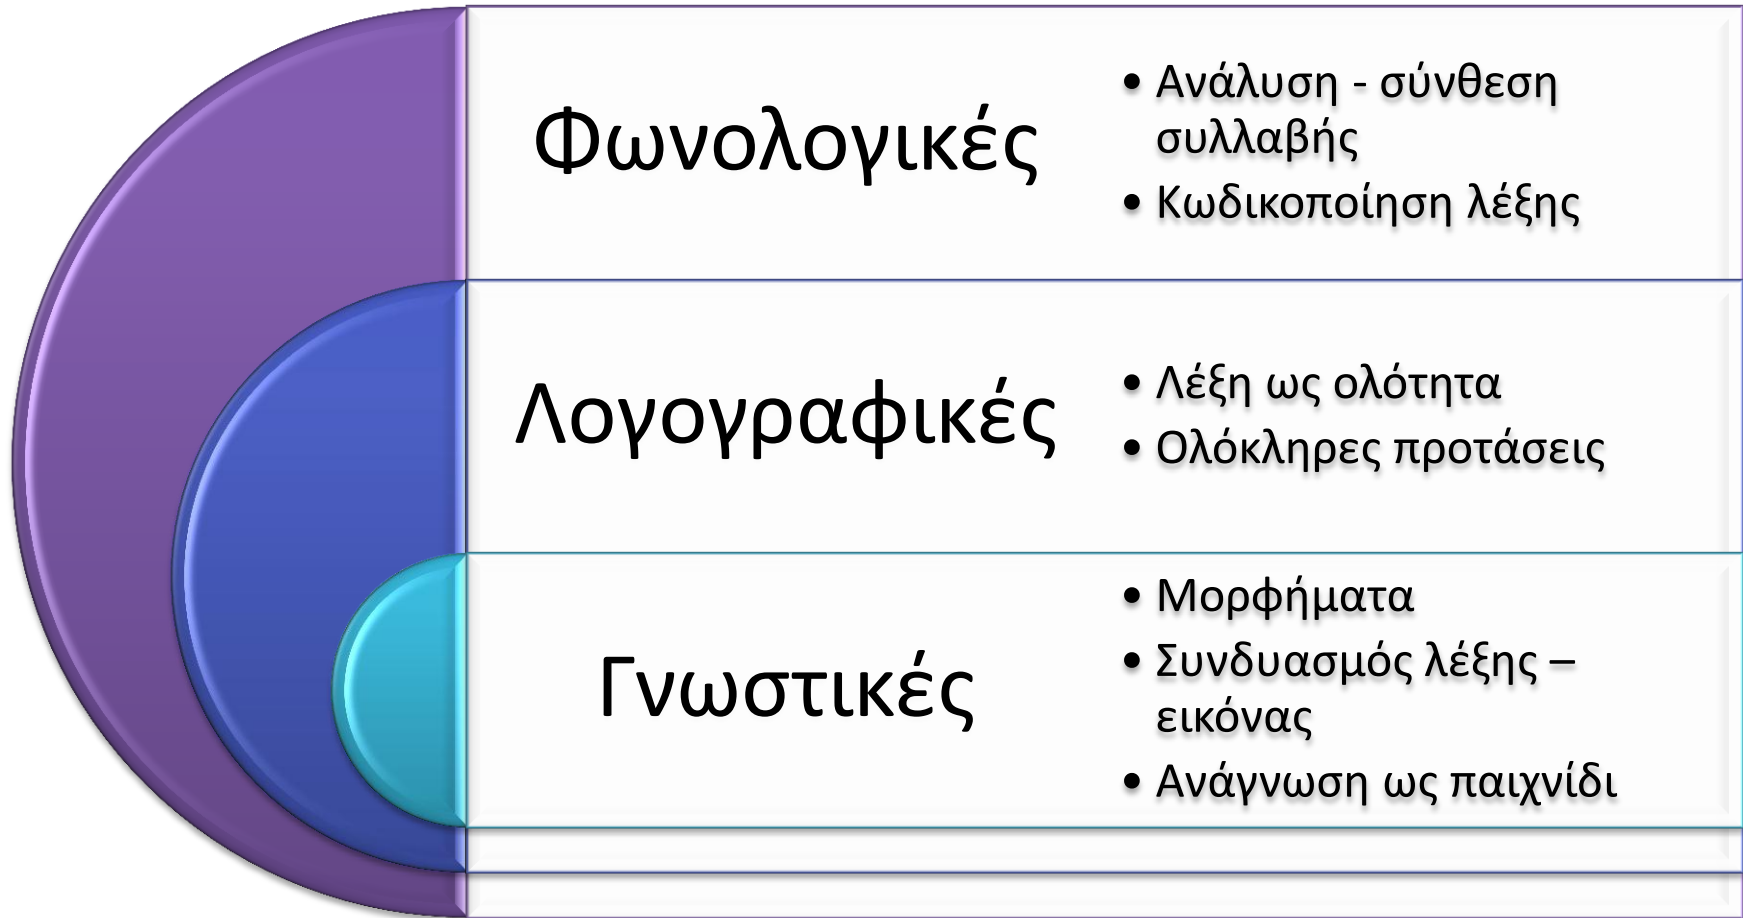 Φωνολογικές
• Ανάλυση - σύνθεση
συλλαβής
• Κωδικοποίηση λέξης
Λογογραφικές
• Λέξη ως ολότητα
• Ολόκληρες προτάσεις
Γνωστικές
• Μορφήματα
• Συνδυασμός λέξης –
εικόνας
• Ανάγνωση ως παιχνίδι